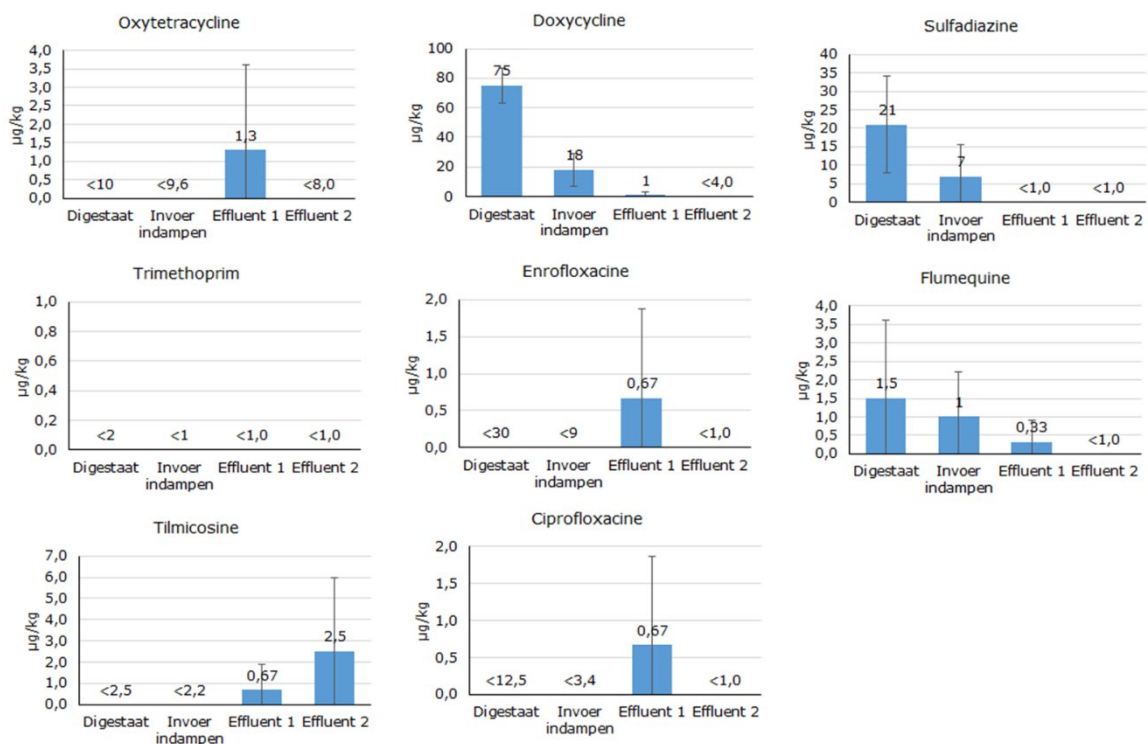 Oxytetracycline
4,0
3,5
3,0
2,5
2,0
1,5
1,0
0,5
0,0
µg/kg
<10 <9,6 1,3 <8,0
Digestaat Invoer Effluent 1 Effluent 2
indampen
Doxycycline
100
80
60
40
20
0
µg/kg
75 18 1 <4,0
Digestaat Invoer Effluent 1 Effluent 2
indampen
Sulfadiazine
40
35
30
25
20
15
10
5
0
µg/kg
21 7 <1,0 <1,0
Digestaat Invoer Effluent 1 Effluent 2
indampen
Trimethoprim
1,0
0,8
0,6
0,4
0,2
0,0
µg/kg
<2 <1 <1,0 <1,0
Digestaat Invoer Effluent 1 Effluent 2
indampen
Enrofloxacine
2,0
1,5
1,0
0,5
0,0
µg/kg
<30 <9 0,67 <1,0
Digestaat Invoer Effluent 1 Effluent 2
indampen
Flumequine
4,0
3,5
3,0
2,5
2,0
1,5
1,0
0,5
0,0
µg/kg
1,5 1 0,33 <1,0
Digestaat Invoer Effluent 1 Effluent 2
indampen
Tilmicosine
7,0
6,0
5,0
4,0
3,0
2,0
1,0
0,0
µg/kg
<2,5 <2,2 0,67 2,5
Digestaat Invoer Effluent 1 Effluent 2
indampen
Ciprofloxacine
2,0
1,5
1,0
0,5
0,0
µg/kg
<12,5 <3,4 0,67 <1,0
Digestaat Invoer Effluent 1 Effluent 2
indampen